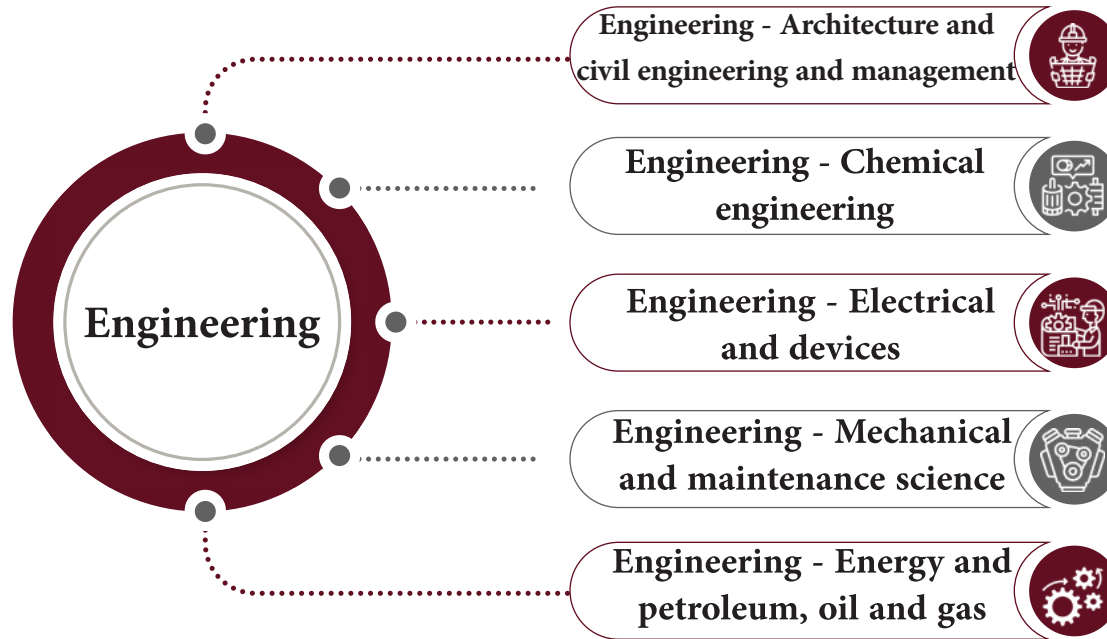 Engineering
Engineering - Architecture and
civil engineering and management
Engineering - Chemical
engineering
Engineering - Electrical
and devices
Engineering - Mechanical
and maintenance science
Engineering - Energy and
petroleum, oil and gas